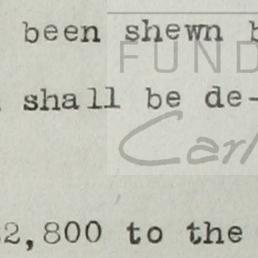 been shewn
FUND
shall be de-
Carl
2,800 to the